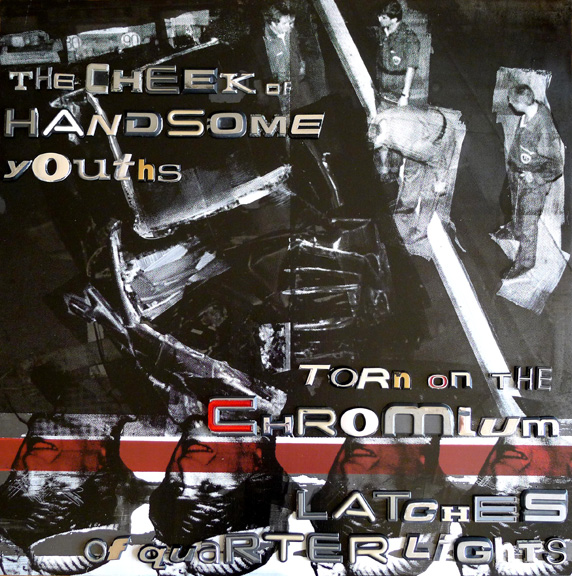 THE CHEEK of
HANDSOME
yOuthS
TORn on THE
CHROMIum
LATcHES
Of quaRTER LIGhTS